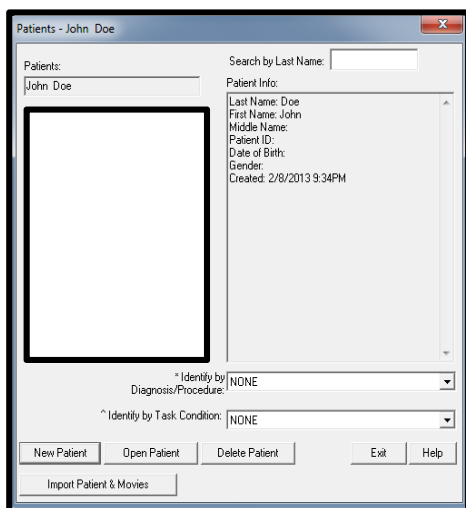 Patients - John Doe
Patients:
John Doe
Search by Last Name:
Patient Info:
Last Name: Doe
First Name: John
Middle Name:
Patient ID:
Date of Birth:
Gender:
Created: 2/8/2013 9:34PM
* Identify by
Diagnosis/Procedure:
NONE
^ Identify by Task Condition:
NONE
New Patient
Open Patient
Delete Patient
Exit
Help
Import Patient & Movies